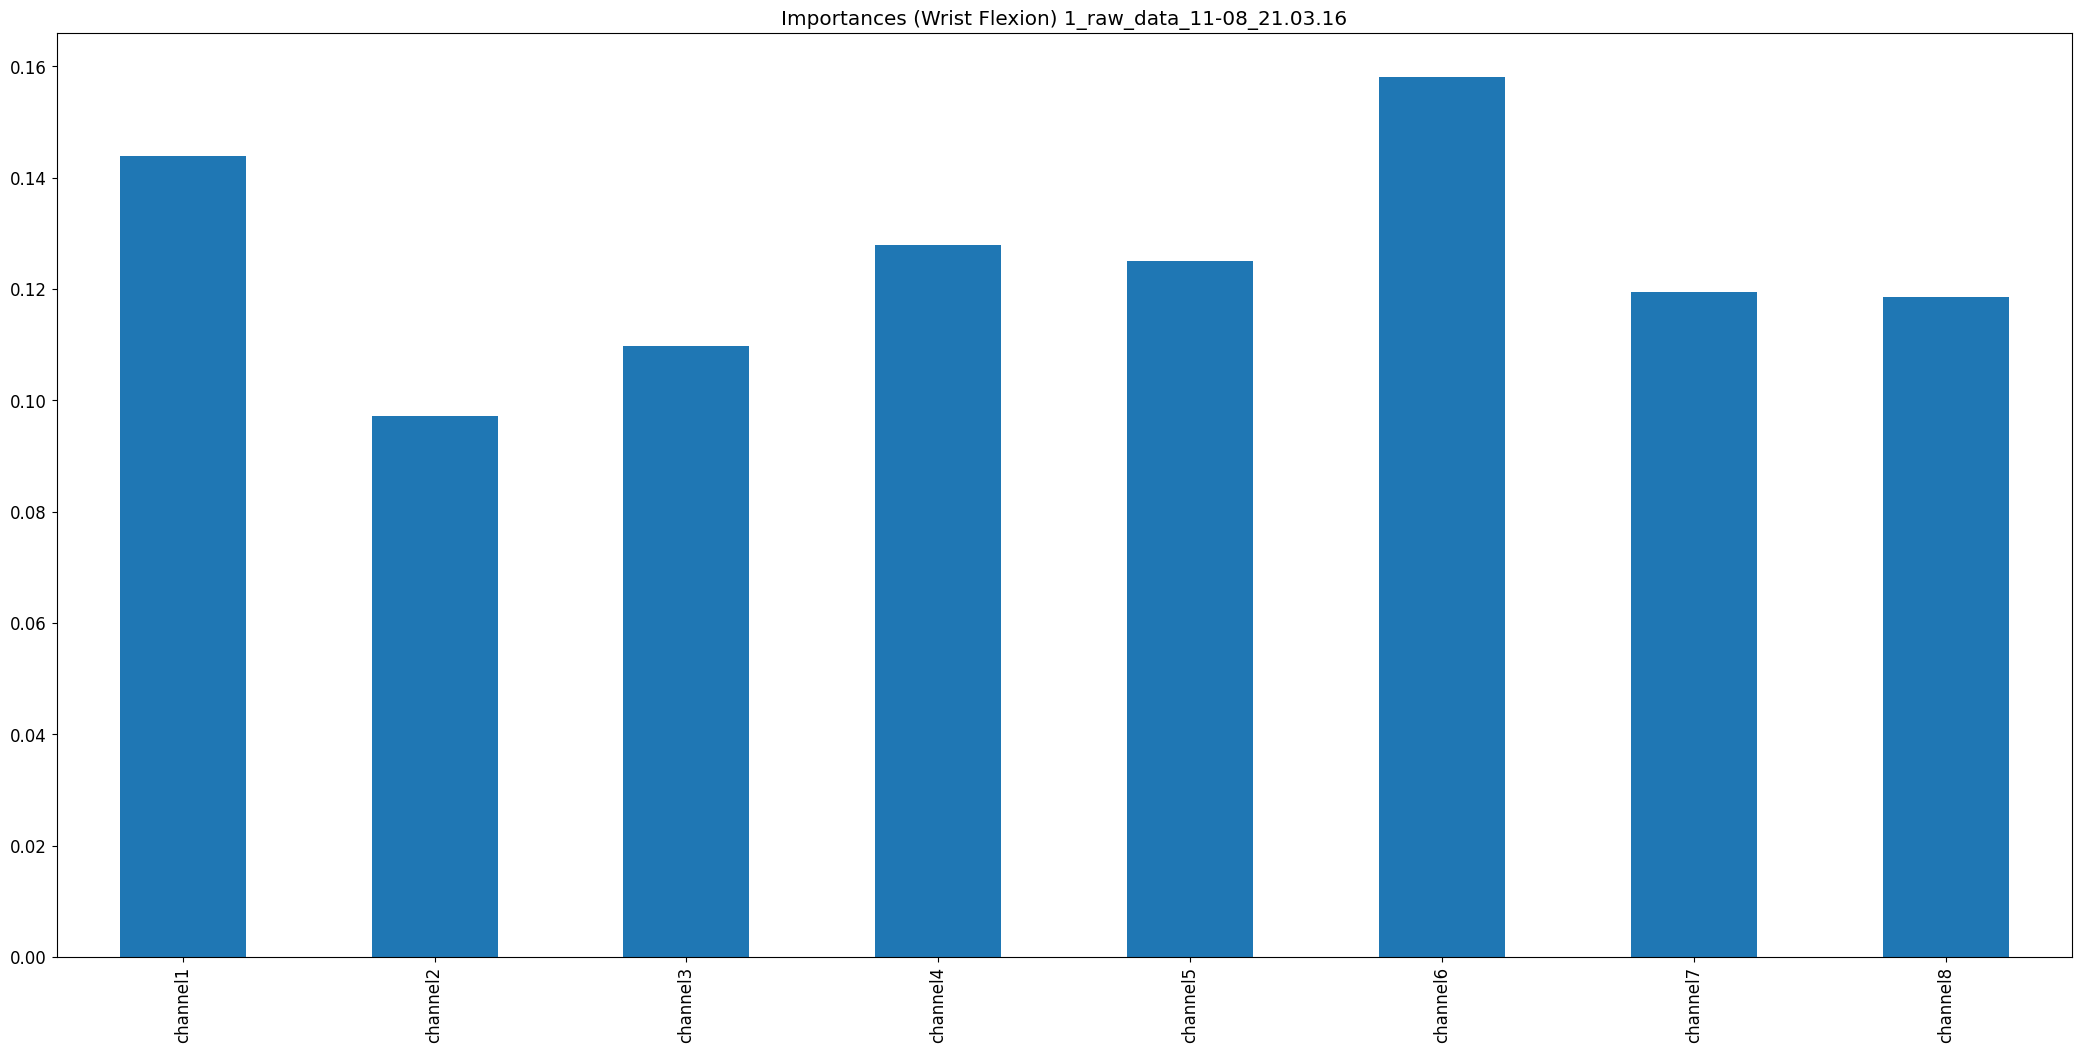 Importances (Wrist Flexion) 1_raw_data_11-08_21.03.16
0.16
0.14
0.12
0.10
0.08
0.06
0.04
0.02
0.00
channel1
channel2
channel3
channel4
channel5
channel6
channel7
channel8